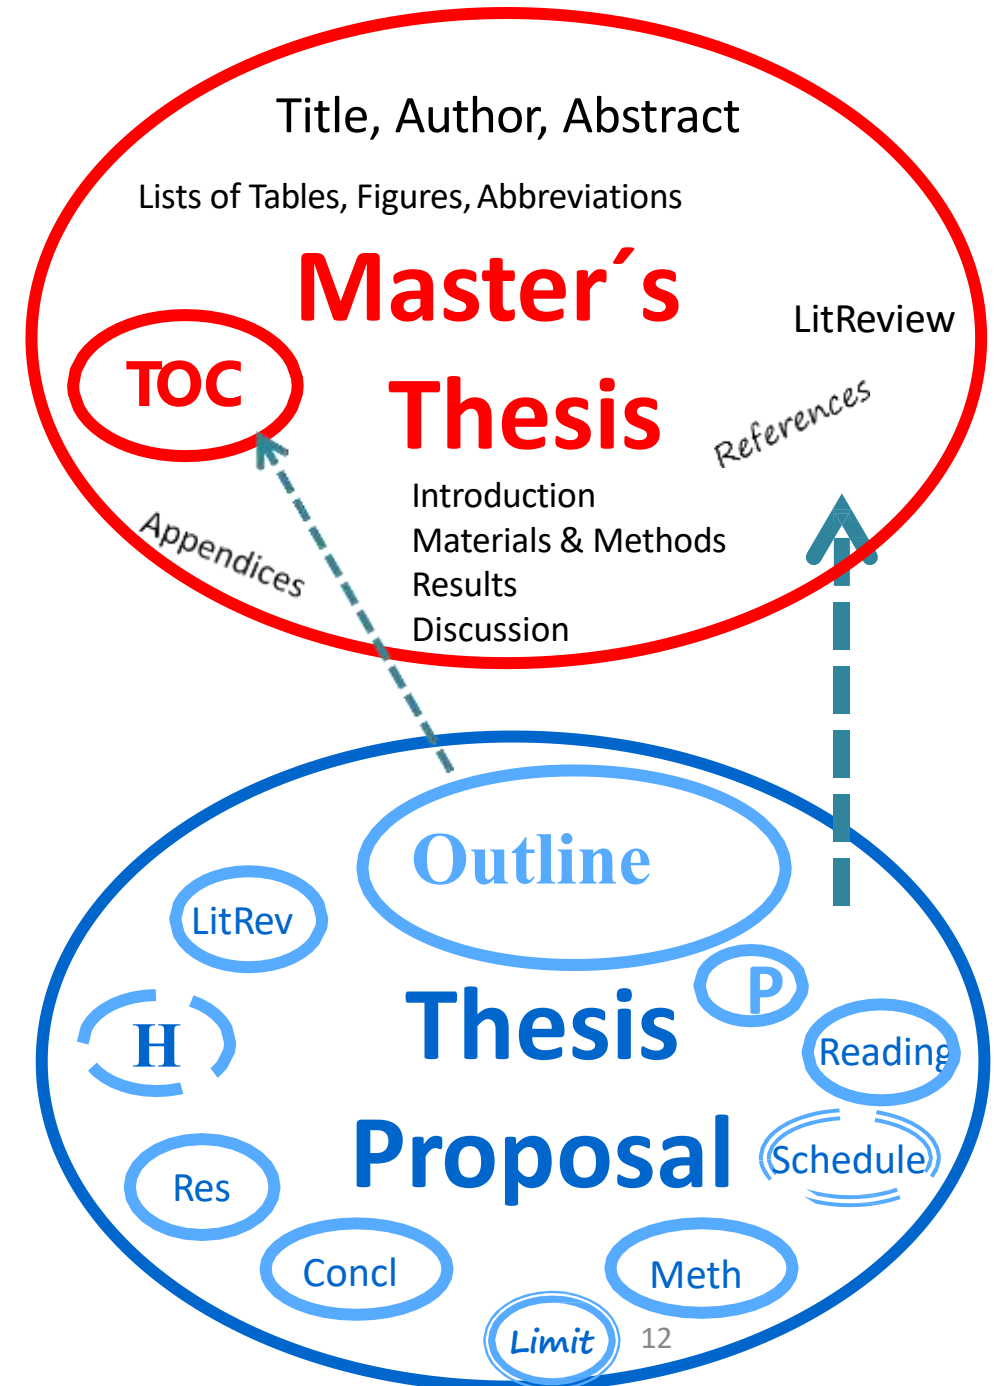 Title, Author, Abstract
Lists of Tables, Figures, Abbreviations
Master´s
LitReview
TOC
Thesis
References
Introduction
Appendices
Materials & Methods
Results
Discussion
Outline
LitRev
P
Thesis
H
Reading
Proposal
Schedule
Res
Concl
Meth
Limit
12